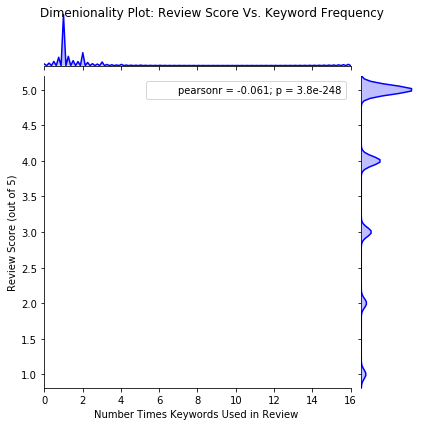 Dimenionality Plot: Review Score Vs. Keyword Frequency
pearsonr = -0.061; p = 3.8e-248
5.0
4.5
4.0
3.5
3.0
2.5
2.0
1.5
1.0
Review Score (out of 5)
0 2 4 6 8 10 12 14 16
Number Times Keywords Used in Review